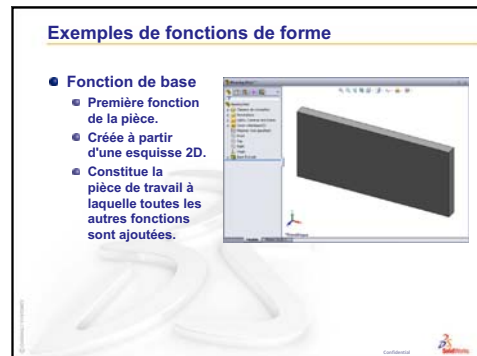 Exemples de fonctions de forme
Fonction de base
Première fonction
de la pièce.
Créée à partir
d'une esquisse 2D.
Constitue la
pièce de travail à
laquelle toutes les
autres fonctions
sont ajoutées.
Confidential
SolidWorks